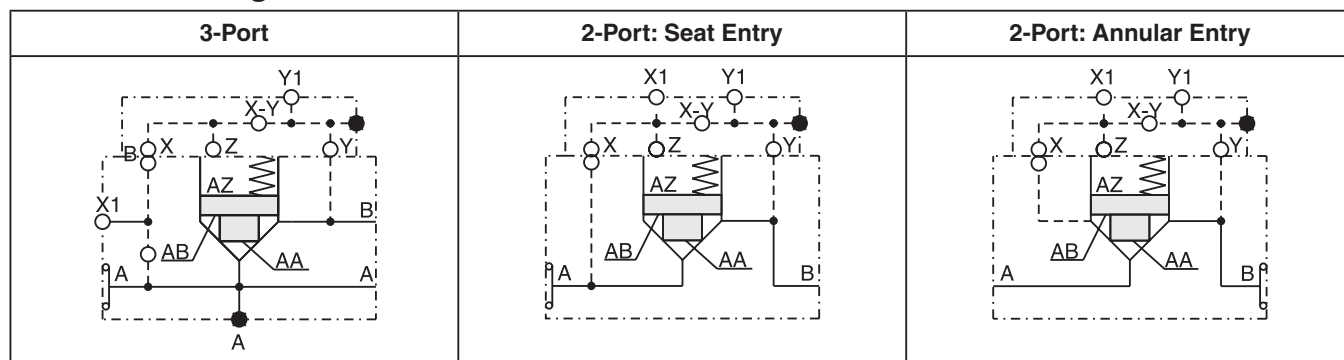 3-Port
2-Port: Seat Entry
2-Port: Annular Entry
Y1
X-Y
B
X
Z
Y
AZ
X1
B
AB
AA
A
A
A
X1
Y1
X-Y
X
Z
Y
AZ
AB
AA
A
B
X1
Y1
X-Y
X
Z
Y
AZ
AB
AA
A
B